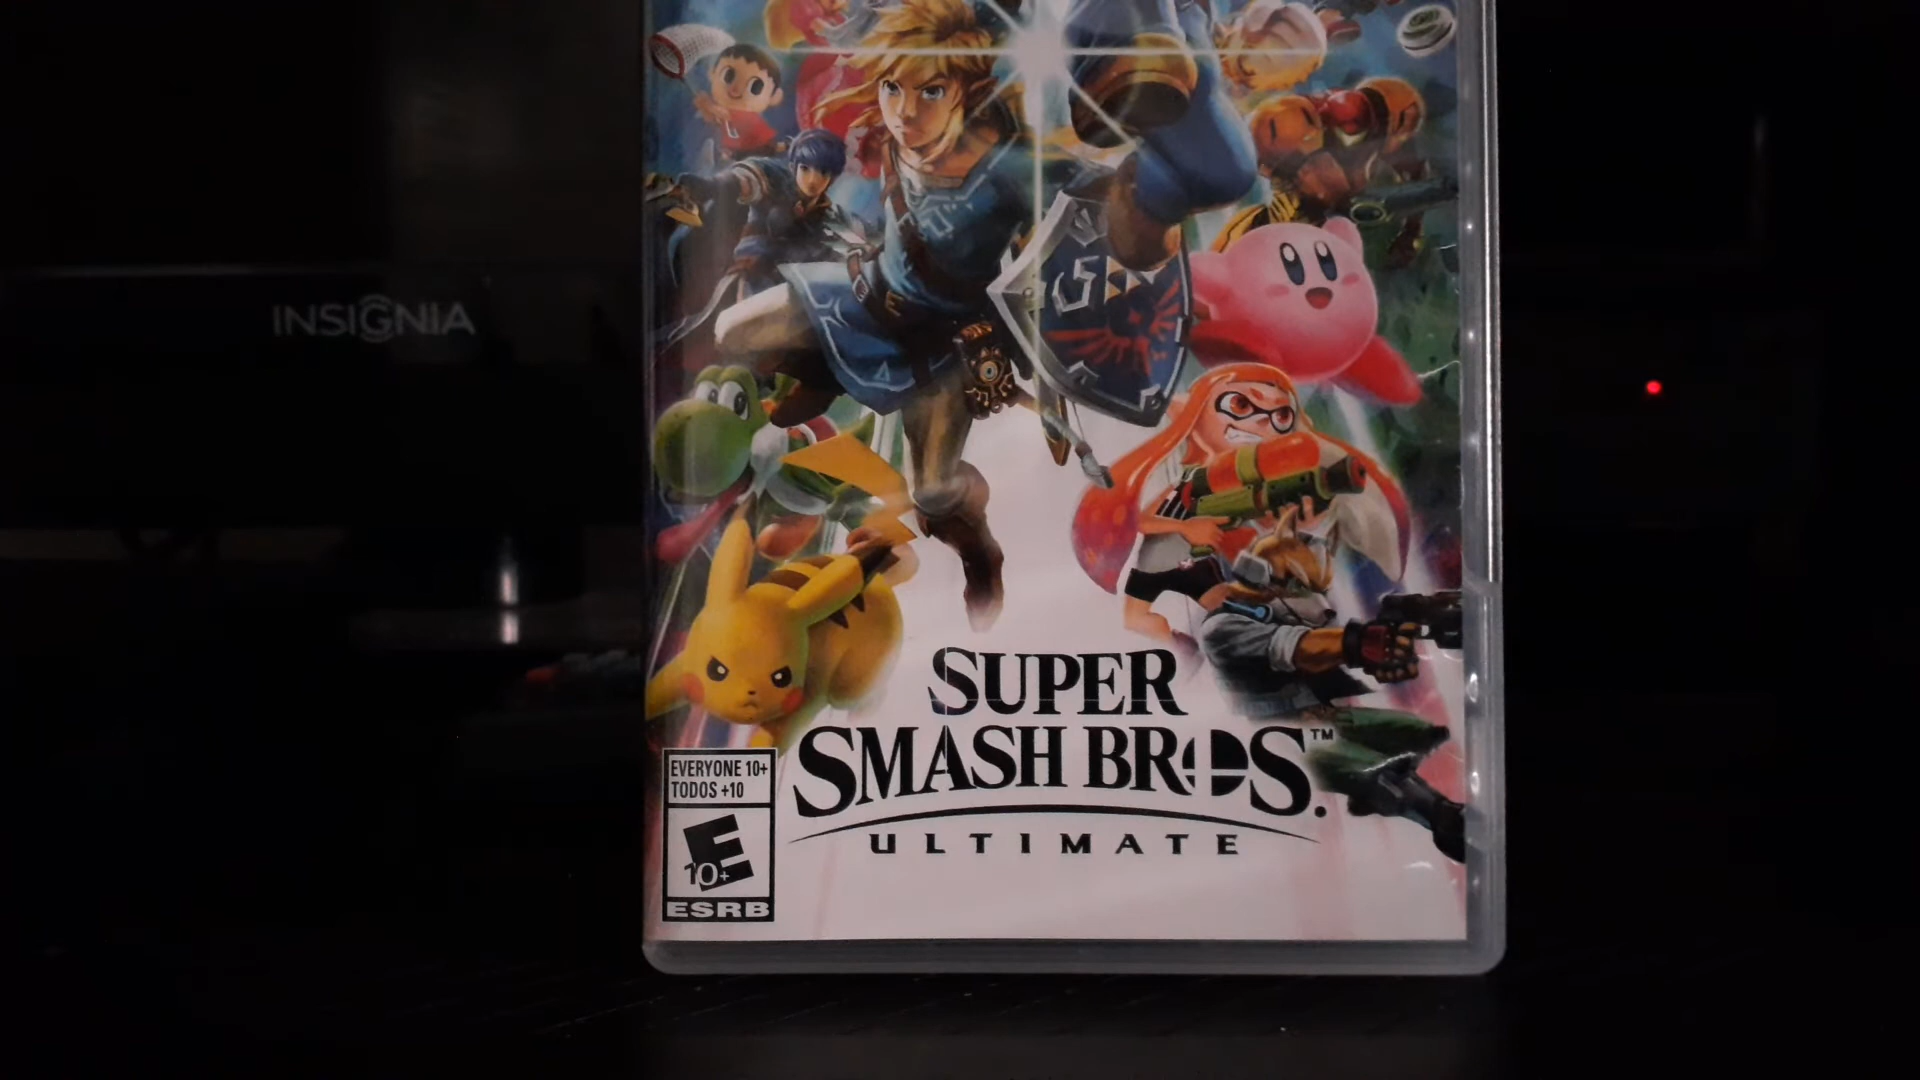 INSIGNIA
SUPER
SMASH BROS.™
ULTIMATE
EVERYONE 10+
TODOS +10
E
10+
ESRB